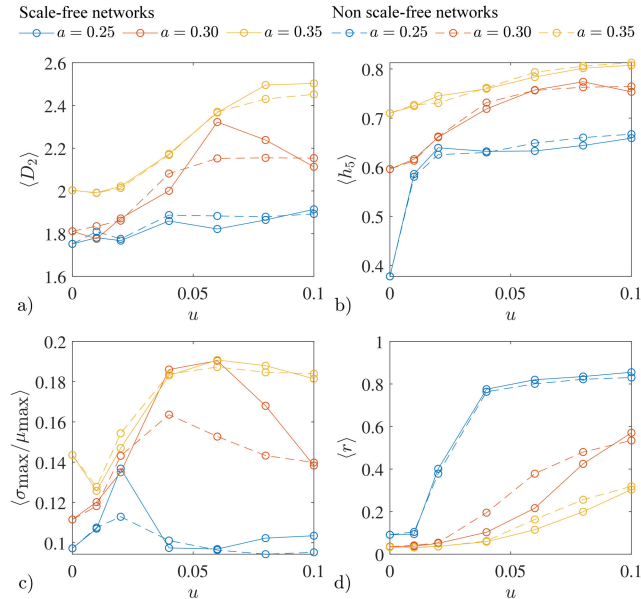 Scale-free networks Non scale-free networks
a = 0.25 a = 0.30 a = 0.35 a = 0.25 a = 0.30 a = 0.35
2.6
2.4
2.2
2
1.8
1.6
⟨D₂⟩
0 0.05 0.1
u
a)
0.8
0.7
0.6
0.5
0.4
⟨h₅⟩
0 0.05 0.1
u
b)
0.2
0.18
0.16
0.14
0.12
0.1
⟨σmax/μmax⟩
0 0.05 0.1
u
c)
1
0.8
0.6
0.4
0.2
0
⟨r⟩
0 0.05 0.1
u
d)